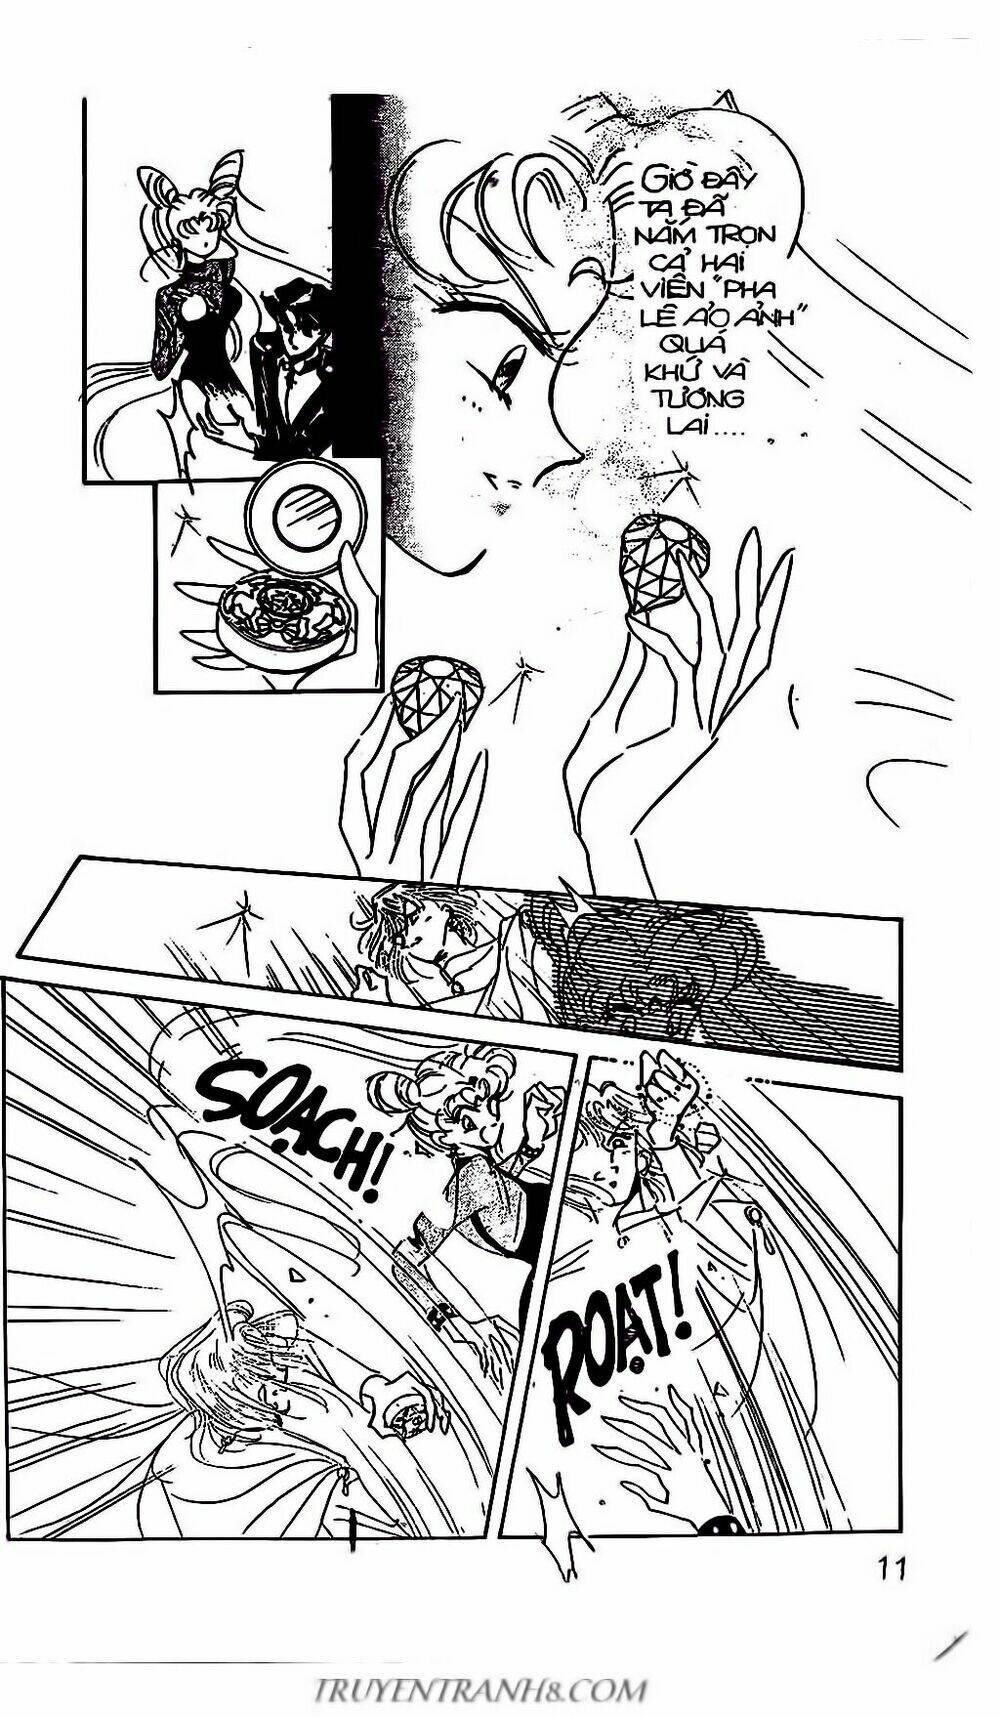 GIỜ ĐÂY
TA ĐÃ
NẮM TRỌN
CẢ HAI
VIÊN "PHA
LÊ ẢO ẢNH"
QUÁ
KHỨ VÀ
TƯƠNG
LAI....
SOẠCH!
ROẠT!
11
TRUYENTRANH8.COM